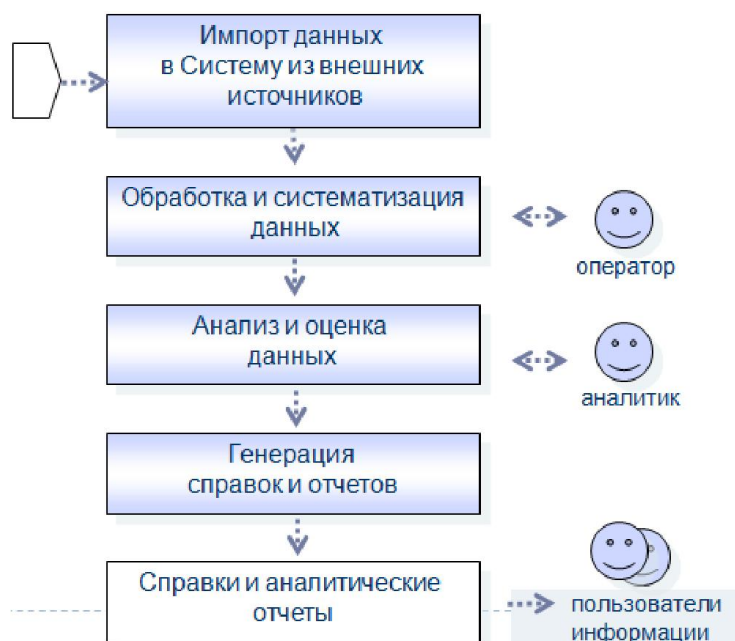 Импорт данных
в Систему из внешних
источников
Обработка и систематизация
данных
оператор
Анализ и оценка
данных
аналитик
Генерация
справок и отчетов
Справки и аналитические
отчеты
пользователи
информации